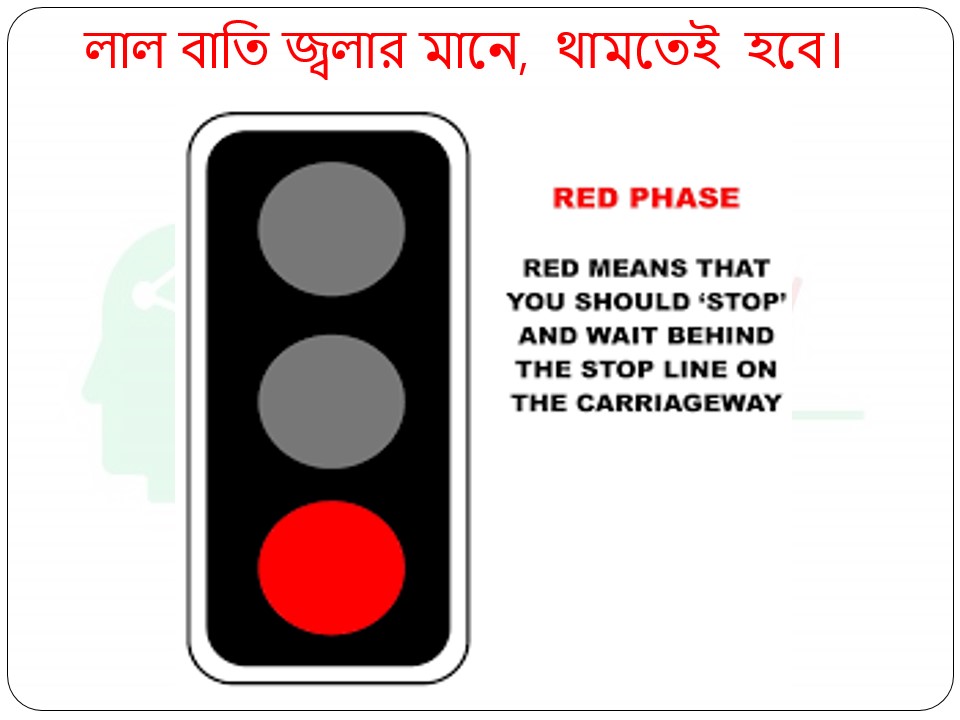 লাল বাতি জ্বলার মানে, থামতেই হবে।
RED PHASE
RED MEANS THAT
YOU SHOULD ‘STOP’
AND WAIT BEHIND
THE STOP LINE ON
THE CARRIAGEWAY